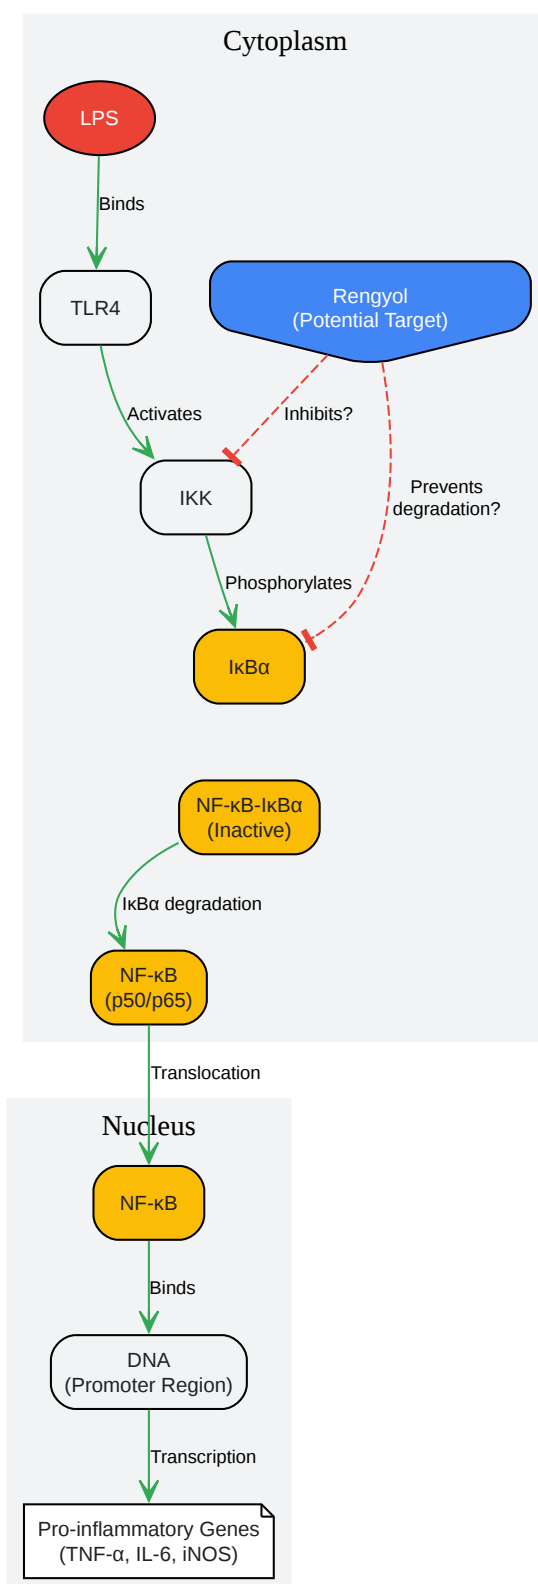 Cytoplasm
LPS
Binds
TLR4
Rengyol
(Potential Target)
Activates
Inhibits?
IKK
Prevents
degradation?
Phosphorylates
IκBα
NF-κB-IκBα
(Inactive)
IκBα degradation
NF-κB
(p50/p65)
Translocation
Nucleus
NF-κB
Binds
DNA
(Promoter Region)
Transcription
Pro-inflammatory Genes
(TNF-α, IL-6, iNOS)